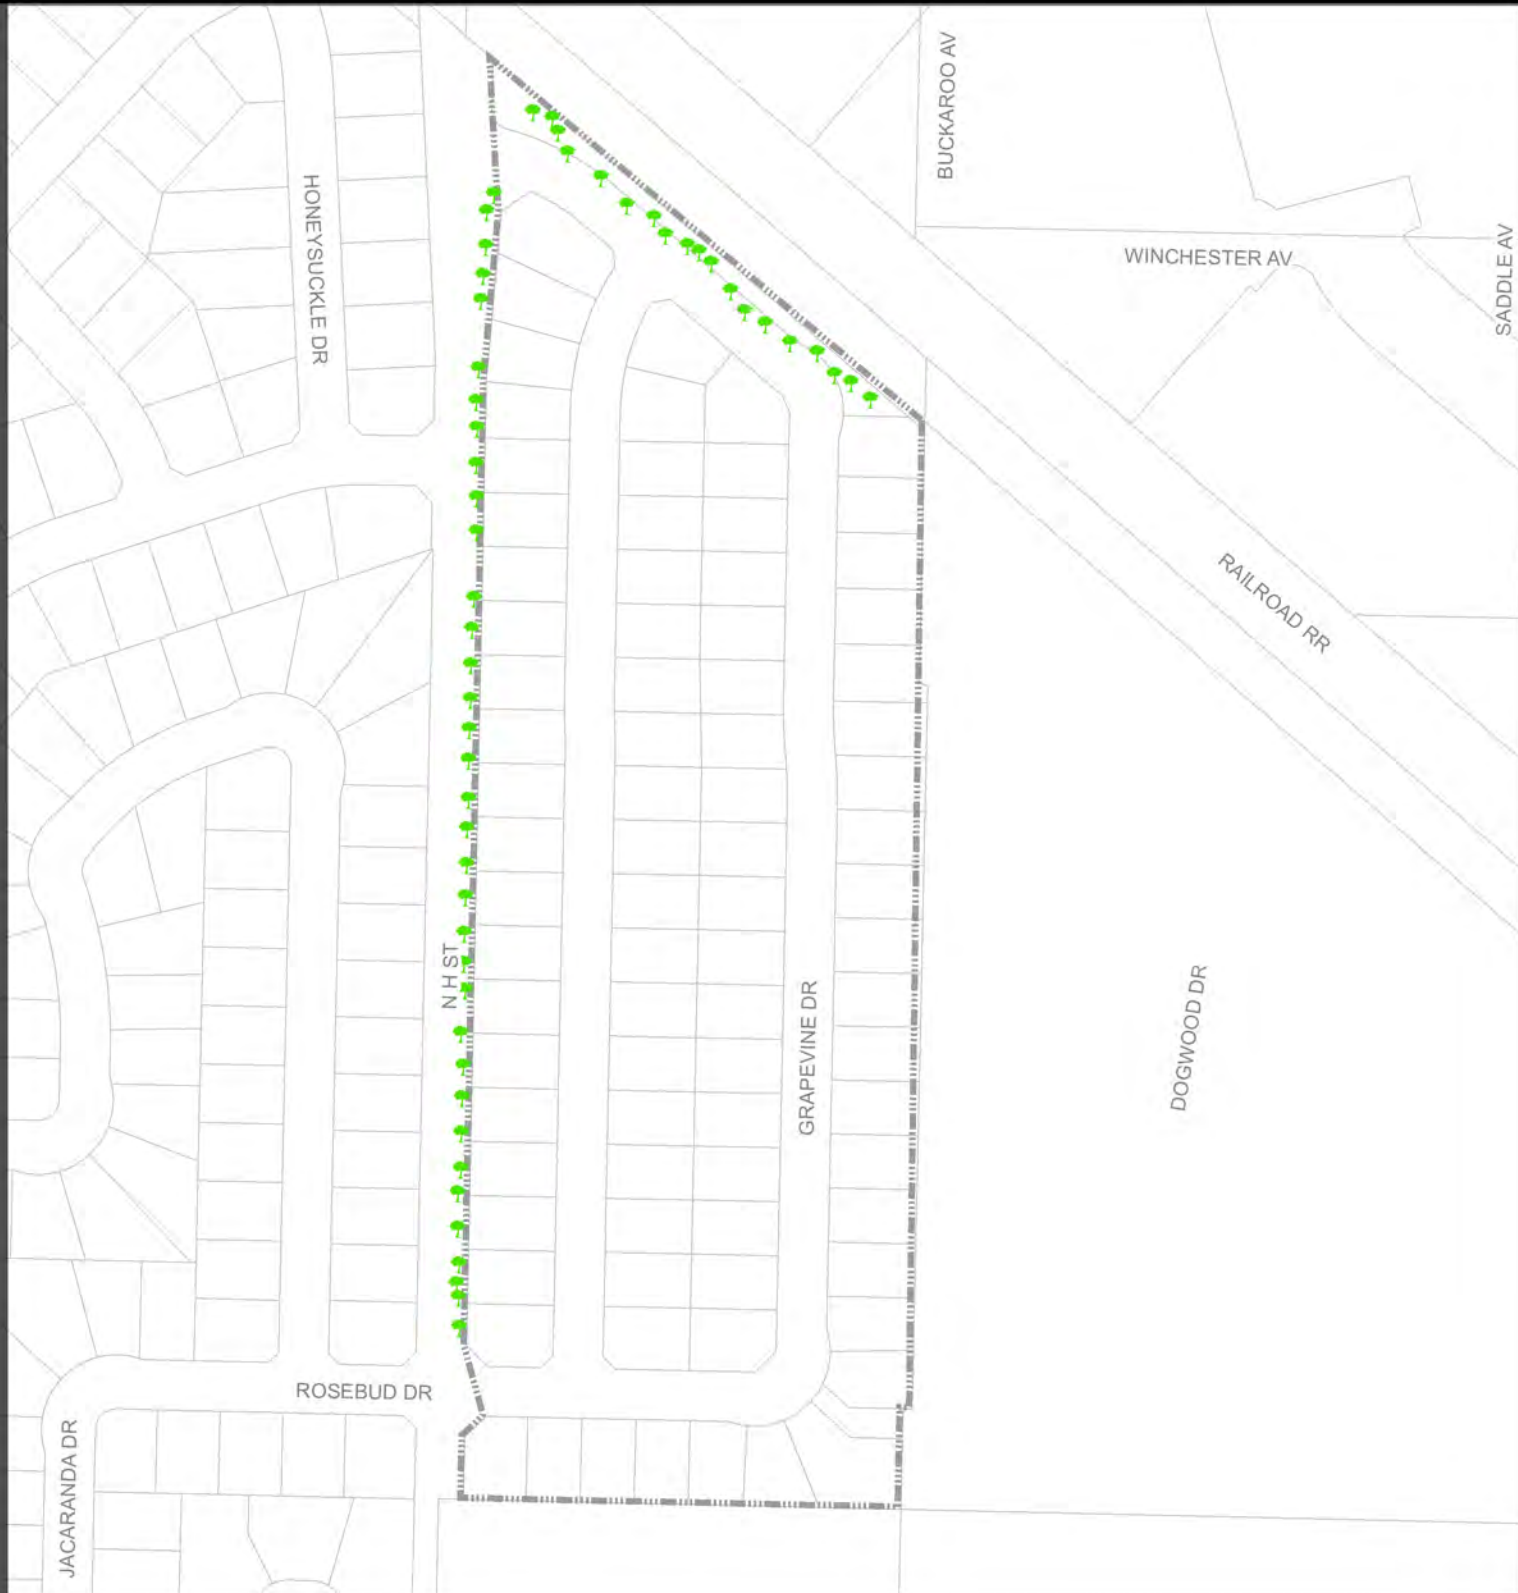 BUCKAROO AV
HONEYSUCKLE DR
WINCHESTER AV
SADDLE AV
RAILROAD RR
N H ST
GRAPEVINE DR
DOGWOOD DR
ROSEBUD DR
JACARANDA DR